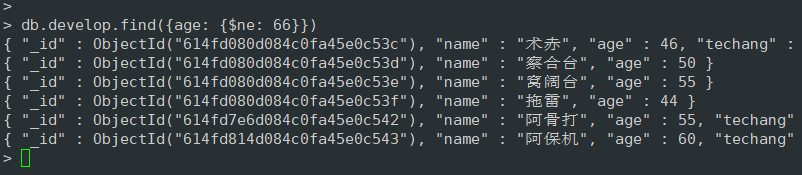 >
> db.develop.find({age: {$ne: 66}})
{ "_id" : ObjectId("614fd080d084c0fa45e0c53c"), "name" : "术赤", "age" : 46, "techang" :
{ "_id" : ObjectId("614fd080d084c0fa45e0c53d"), "name" : "察合台", "age" : 50 }
{ "_id" : ObjectId("614fd080d084c0fa45e0c53e"), "name" : "窝阔台", "age" : 55 }
{ "_id" : ObjectId("614fd080d084c0fa45e0c53f"), "name" : "拖雷", "age" : 44 }
{ "_id" : ObjectId("614fd7e6d084c0fa45e0c542"), "name" : "阿骨打", "age" : 55, "techang"
{ "_id" : ObjectId("614fd814d084c0fa45e0c543"), "name" : "阿保机", "age" : 60, "techang"
>